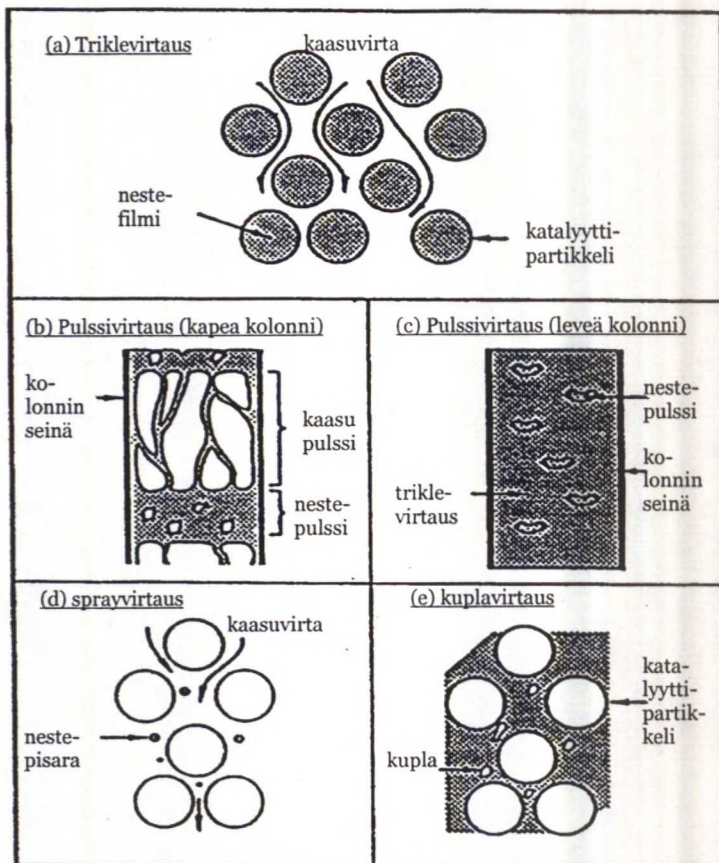 (a) Triklevirtaus
kaasuvirta
neste-
filmi
katalyytti-
partikkeli
(b) Pulssivirtaus (kapea kolonni)
ko-
lonnin
seinä
kaasu
pulssi
neste-
pulssi
(c) Pulssivirtaus (leveä kolonni)
neste-
pulssi
ko-
lonnin
seinä
trikle-
virtaus
(d) sprayvirtaus
kaasuvirta
neste-
pisara
(e) kuplavirtaus
kata-
lyytti-
partik-
keli
kupla